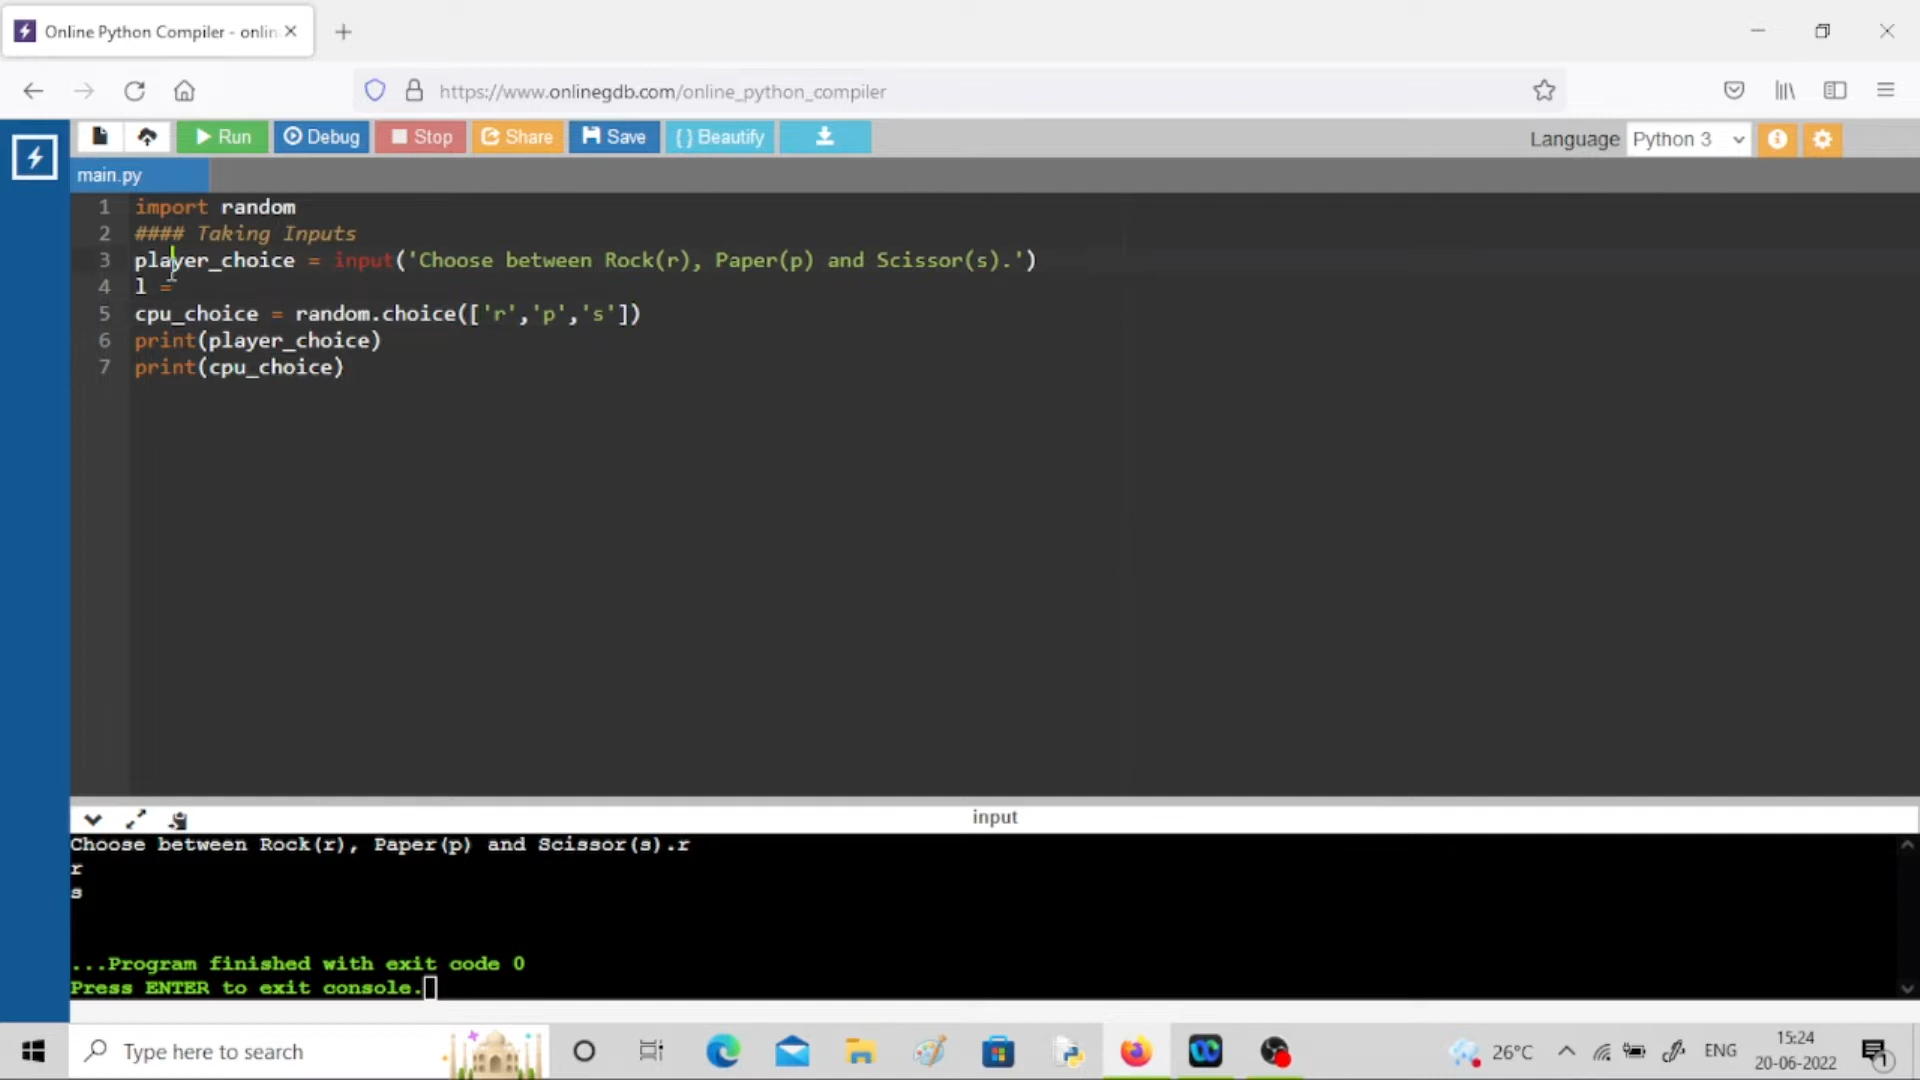 Online Python Compiler - onlin
https://www.onlinegdb.com/online_python_compiler
Run Debug Stop Share Save { } Beautify Language Python 3
main.py
1 import random
2 #### Taking Inputs
3 player_choice = input('Choose between Rock(r), Paper(p) and Scissor(s).')
4 l =
5 cpu_choice = random.choice(['r','p','s'])
6 print(player_choice)
7 print(cpu_choice)
input
Choose between Rock(r), Paper(p) and Scissor(s).r
r
s
...Program finished with exit code 0
Press ENTER to exit console.
Type here to search
26°C ENG 15:24
20-06-2022
1